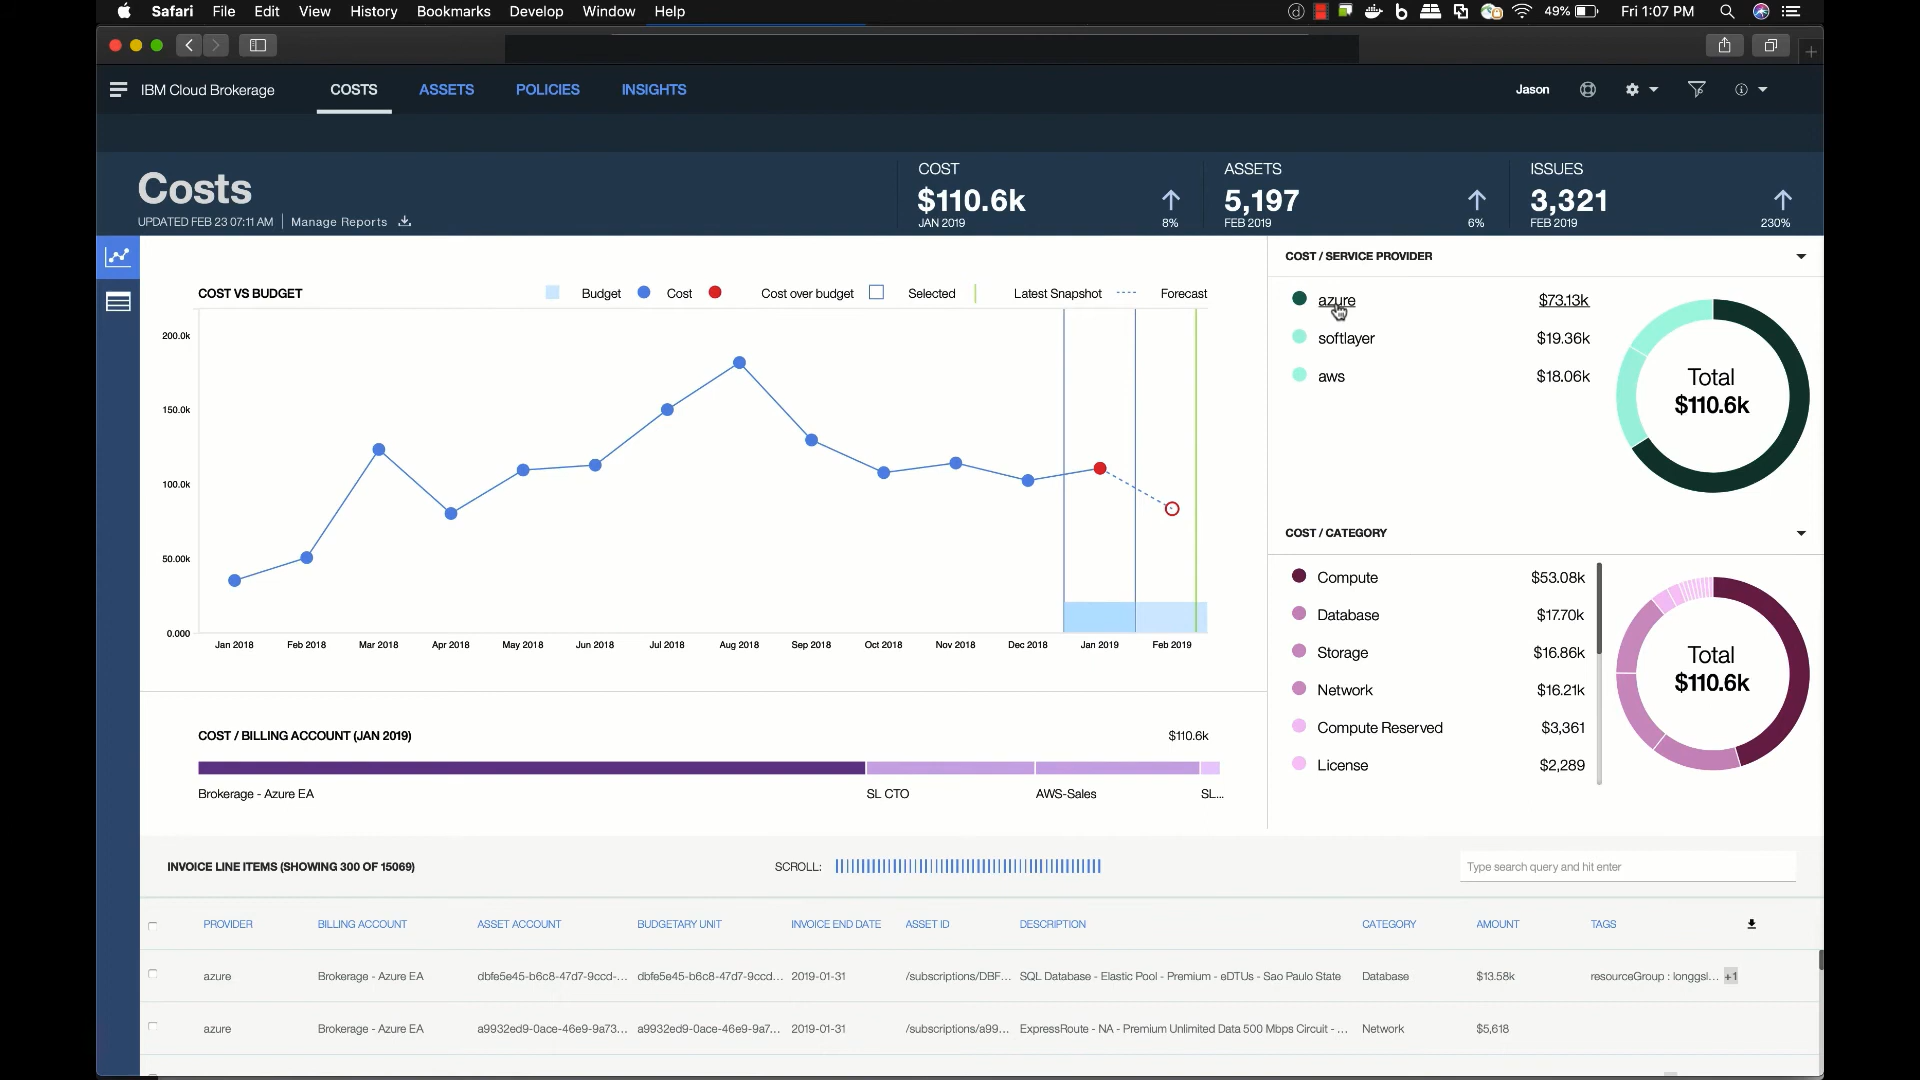 Safari File Edit View History Bookmarks Develop Window Help 49% Fri 1:07 PM
IBM Cloud Brokerage COSTS ASSETS POLICIES INSIGHTS Jason
Costs
UPDATED FEB 23 07:11 AM | Manage Reports
COST
$110.6k
JAN 2019 8%
ASSETS
5,197
FEB 2019 6%
ISSUES
3,321
FEB 2019 230%
COST VS BUDGET Budget Cost Cost over budget Selected Latest Snapshot Forecast
200.0k
150.0k
100.0k
50.00k
0.000
Jan 2018 Feb 2018 Mar 2018 Apr 2018 May 2018 Jun 2018 Jul 2018 Aug 2018 Sep 2018 Oct 2018 Nov 2018 Dec 2018 Jan 2019 Feb 2019
COST / SERVICE PROVIDER
azure $73.13k
softlayer $19.36k
aws $18.06k
Total
$110.6k
COST / CATEGORY
Compute $53.08k
Database $17.70k
Storage $16.86k
Network $16.21k
Compute Reserved $3,361
License $2,289
Total
$110.6k
COST / BILLING ACCOUNT (JAN 2019) $110.6k
Brokerage - Azure EA SL CTO AWS-Sales SL...
INVOICE LINE ITEMS (SHOWING 300 OF 15069) SCROLL: Type search query and hit enter
PROVIDER BILLING ACCOUNT ASSET ACCOUNT BUDGETARY UNIT INVOICE END DATE ASSET ID DESCRIPTION CATEGORY AMOUNT TAGS
azure Brokerage - Azure EA dbfe5e45-b6c8-47d7-9ccd-... dbfe5e45-b6c8-47d7-9ccd... 2019-01-31 /subscriptions/DBF... SQL Database - Elastic Pool - Premium - eDTUs - Sao Paulo State Database $13.58k resourceGroup : longgsl... +1
azure Brokerage - Azure EA a9932ed9-0ace-46e9-9a73... a9932ed9-0ace-46e9-9a7... 2019-01-31 /subscriptions/a99... ExpressRoute - NA - Premium Unlimited Data 500 Mbps Circuit - ... Network $5,618